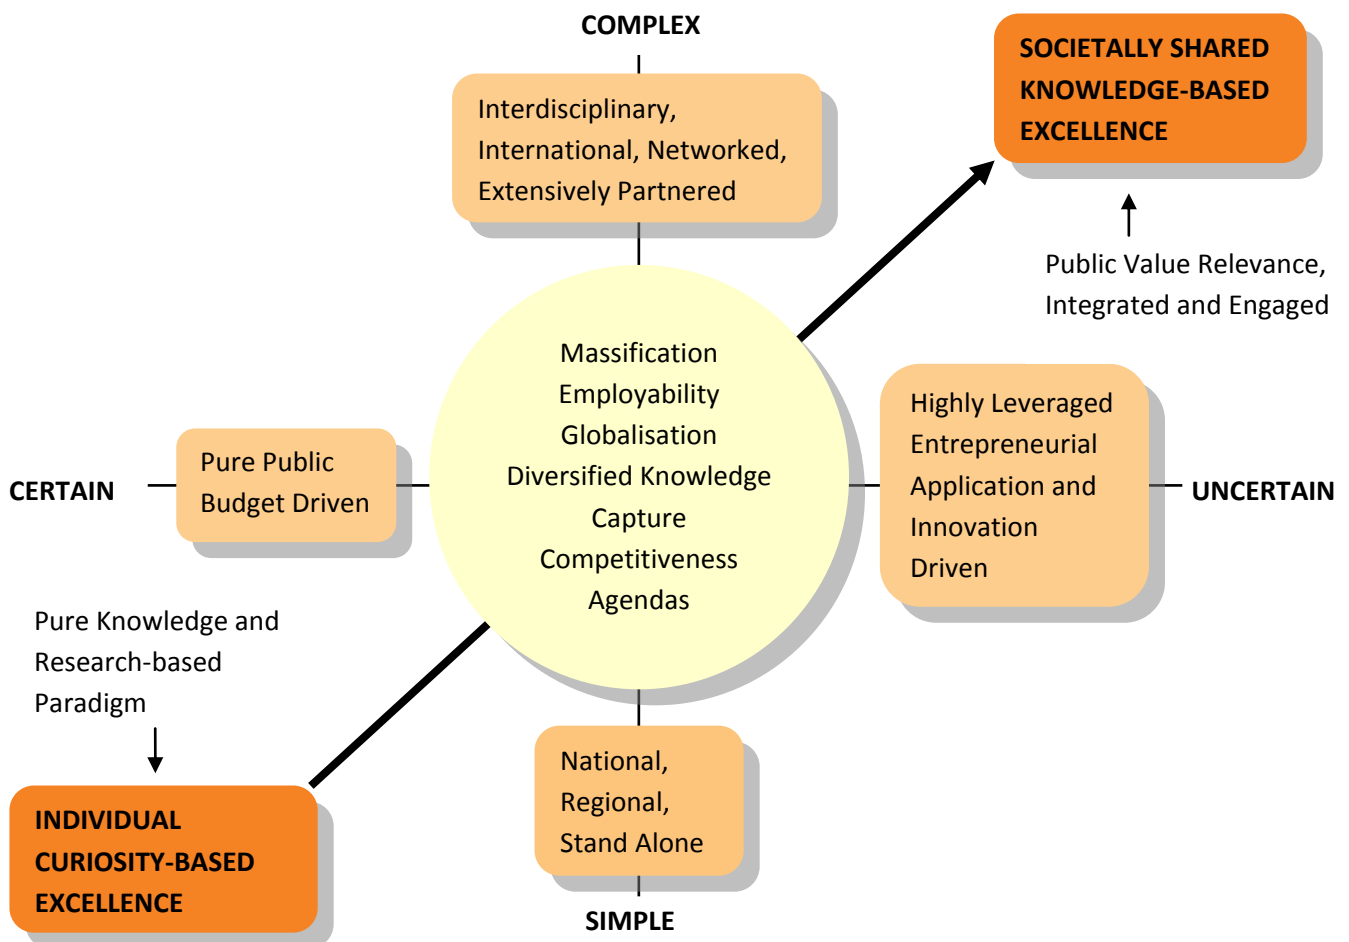 COMPLEX
SOCIETALLY SHARED
KNOWLEDGE-BASED
EXCELLENCE
Interdisciplinary,
International, Networked,
Extensively Partnered
Public Value Relevance,
Integrated and Engaged
Massification
Employability
Globalisation
Diversified Knowledge
Capture
Competitiveness
Agendas
Highly Leveraged
Entrepreneurial
Application and
Innovation
Driven
CERTAIN
Pure Public
Budget Driven
UNCERTAIN
Pure Knowledge and
Research-based
Paradigm
INDIVIDUAL
CURIOSITY-BASED
EXCELLENCE
National,
Regional,
Stand Alone
SIMPLE